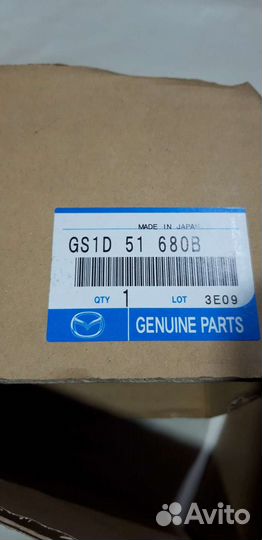 MADE IN JAPAN
GS1D 51 680B
QTY 1 LOT 3E09
GENUINE PARTS
Avito